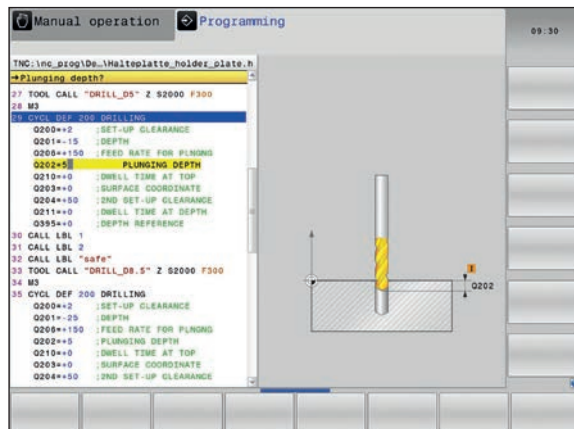 Manual operation
Programming
09:30
TNC:\nc_prog\De…\Halteplatte_holder_plate.h
→Plunging depth?
27 TOOL CALL "DRILL_D5" Z S2000 F300
28 M3
29 CYCL DEF 200 DRILLING
Q200=+2 ;SET-UP CLEARANCE
Q201=-15 ;DEPTH
Q206=+150 ;FEED RATE FOR PLNGNG
Q202=5 PLUNGING DEPTH
Q210=+0 ;DWELL TIME AT TOP
Q203=+0 ;SURFACE COORDINATE
Q204=+50 ;2ND SET-UP CLEARANCE
Q211=+0 ;DWELL TIME AT DEPTH
Q395=+0 ;DEPTH REFERENCE
30 CALL LBL 1
31 CALL LBL 2
32 CALL LBL "safe"
33 TOOL CALL "DRILL_D8.5" Z S2000 F300
34 M3
35 CYCL DEF 200 DRILLING
Q200=+2 ;SET-UP CLEARANCE
Q201=-25 ;DEPTH
Q206=+150 ;FEED RATE FOR PLNGNG
Q202=+5 ;PLUNGING DEPTH
Q210=+0 ;DWELL TIME AT TOP
Q203=+0 ;SURFACE COORDINATE
Q204=+50 ;2ND SET-UP CLEARANCE
I
Q202